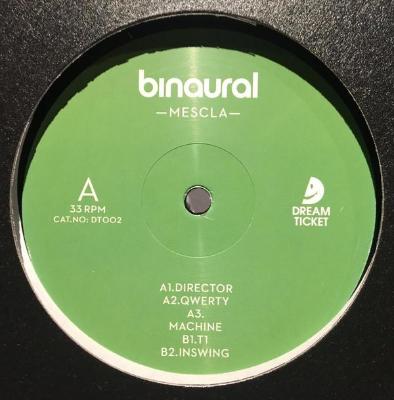 binaural
—MESCLA—
A
33 RPM
CAT.NO: DT002
DREAM
TICKET
A1.DIRECTOR
A2.QWERTY
A3.
MACHINE
B1.T1
B2.INSWING